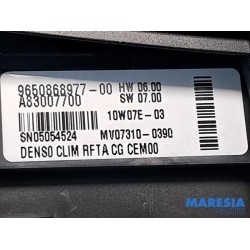 9650868977-00 HW 06.00
A83007700 SW 07.00
10W07E-03
SN05054524 MV07310-0390
DENSO CLIM RFTA CG CEM00
MARESIA